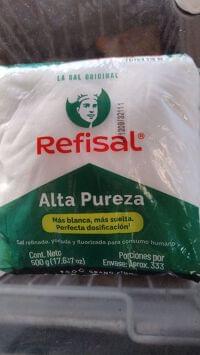 LA SAL ORIGINAL
Refisal®
Alta Pureza
Más blanca, más suelta.
Perfecta dosificación!
Sal refinada, yodada y fluorizada para consumo humano
Cont. Neto
500 g (17,637 oz)
Porciones por
Envase: Aprox. 333